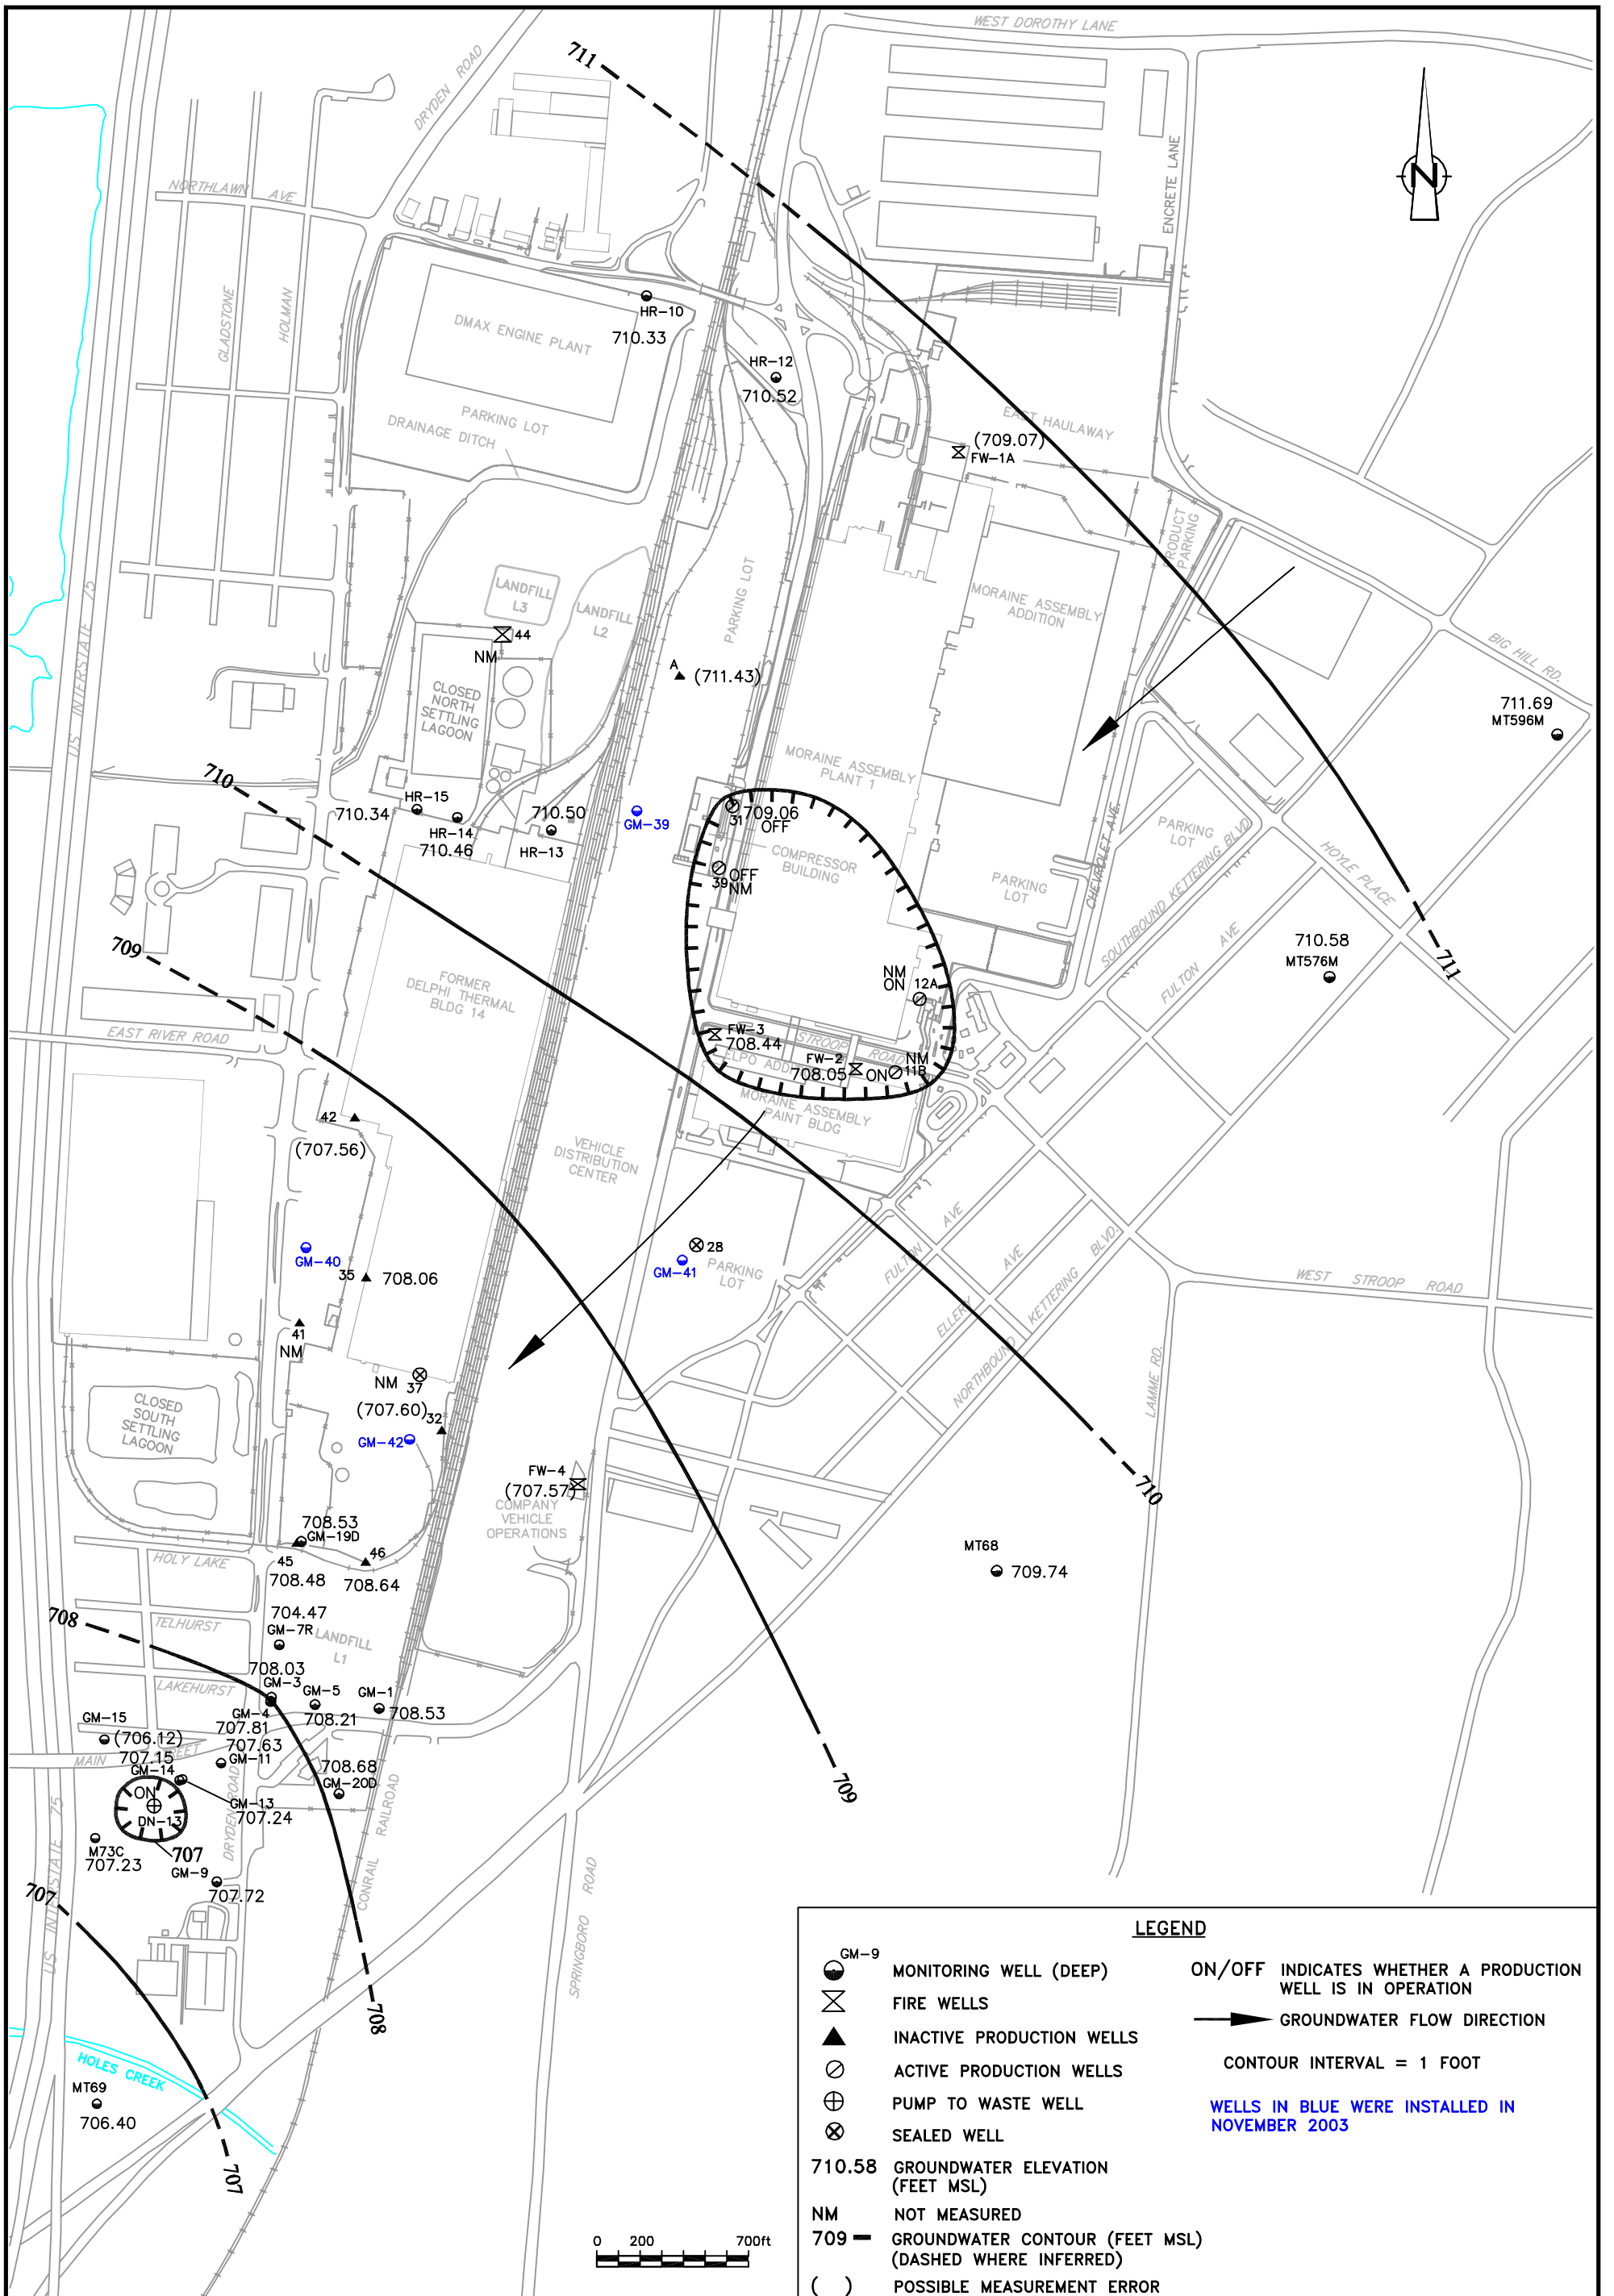 WEST DOROTHY LANE
711
DRYDEN ROAD
ENCRETE LANE
N
NORTHLAWN AVE
GLADSTONE
HOLMAN
HR-10
710.33
DMAX ENGINE PLANT
HR-12
710.52
PARKING LOT
DRAINAGE DITCH
EAST HAULAWAY
(709.07)
FW-1A
PRODUCT
PARKING
LANDFILL
L3
LANDFILL
L2
PARKING LOT
MORAINE ASSEMBLY
ADDITION
US INTERSTATE 75
44
NM
A
(711.43)
BIG HILL RD.
CLOSED
NORTH
SETTLING
LAGOON
711.69
MT596M
710
MORAINE ASSEMBLY
PLANT 1
HR-15
710.34
HR-14
710.46
710.50
HR-13
GM-39
31
709.06
OFF
CHEVROLET AVE.
PARKING
LOT
SOUTHBOUND KETTERING BLVD.
HOYLE PLACE
COMPRESSOR
BUILDING
39
OFF
NM
PARKING
LOT
709
FULTON AVE
710.58
MT576M
711
FORMER
DELPHI THERMAL
BLDG 14
NM
ON
12A
EAST RIVER ROAD
FW-3
708.44
STROOP ROAD
ELPO ADD
FW-2
708.05
ON
NM
11B
MORAINE ASSEMBLY
PAINT BLDG
42
(707.56)
VEHICLE
DISTRIBUTION
CENTER
GM-40
35
708.06
28
GM-41
PARKING
LOT
FULTON AVE
ELLERY AVE
NORTHBOUND KETTERING BLVD.
WEST STROOP ROAD
LAMME RD.
41
NM
NM
37
(707.60)
32
CLOSED
SOUTH
SETTLING
LAGOON
GM-42
FW-4
(707.57)
COMPANY
VEHICLE
OPERATIONS
710
708.53
GM-19D
HOLY LAKE
45
708.48
46
708.64
MT68
709.74
708
704.47
GM-7R
TELHURST
LANDFILL
L1
708.03
GM-3
LAKEHURST
GM-5
708.21
GM-1
708.53
GM-4
707.81
GM-15
(706.12)
MAIN STREET
707.63
GM-11
707.15
GM-14
708.68
GM-20D
709
ON
DN-13
GM-13
707.24
DRYDEN ROAD
CONRAIL RAILROAD
US INTERSTATE 75
M73C
707.23
707
GM-9
707.72
707
SPRINGBORO ROAD
708
HOLES CREEK
MT69
706.40
707
0 200 700ft
LEGEND
GM-9
MONITORING WELL (DEEP)
FIRE WELLS
INACTIVE PRODUCTION WELLS
ACTIVE PRODUCTION WELLS
PUMP TO WASTE WELL
SEALED WELL
710.58 GROUNDWATER ELEVATION
(FEET MSL)
NM NOT MEASURED
709 GROUNDWATER CONTOUR (FEET MSL)
(DASHED WHERE INFERRED)
( ) POSSIBLE MEASUREMENT ERROR
ON/OFF INDICATES WHETHER A PRODUCTION
WELL IS IN OPERATION
GROUNDWATER FLOW DIRECTION
CONTOUR INTERVAL = 1 FOOT
WELLS IN BLUE WERE INSTALLED IN
NOVEMBER 2003